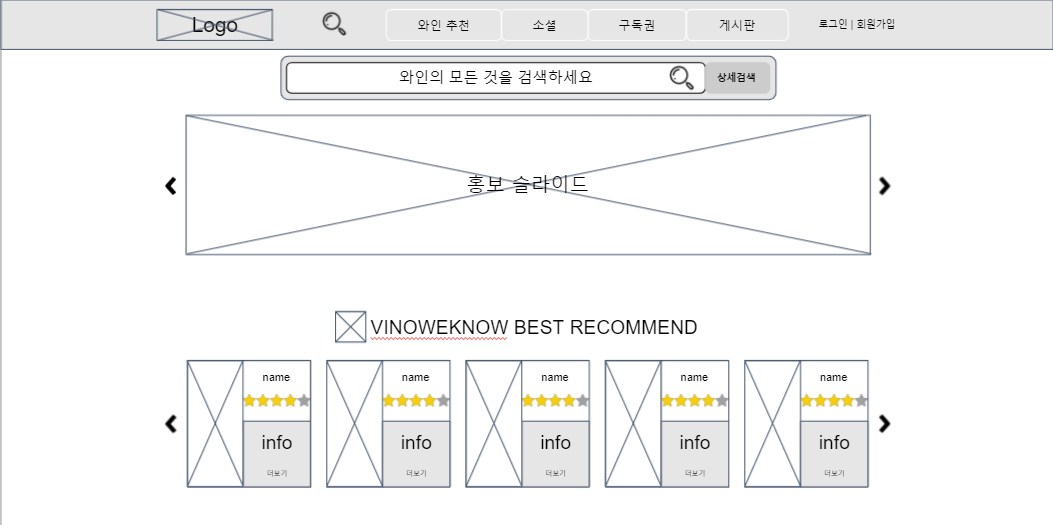 Logo 와인 추천 소셜 구독권 게시판 로그인 | 회원가입
와인의 모든 것을 검색하세요 상세검색
홍보 슬라이드
VINOWEKNOW BEST RECOMMEND
name name name name name
info info info info info
더보기 더보기 더보기 더보기 더보기